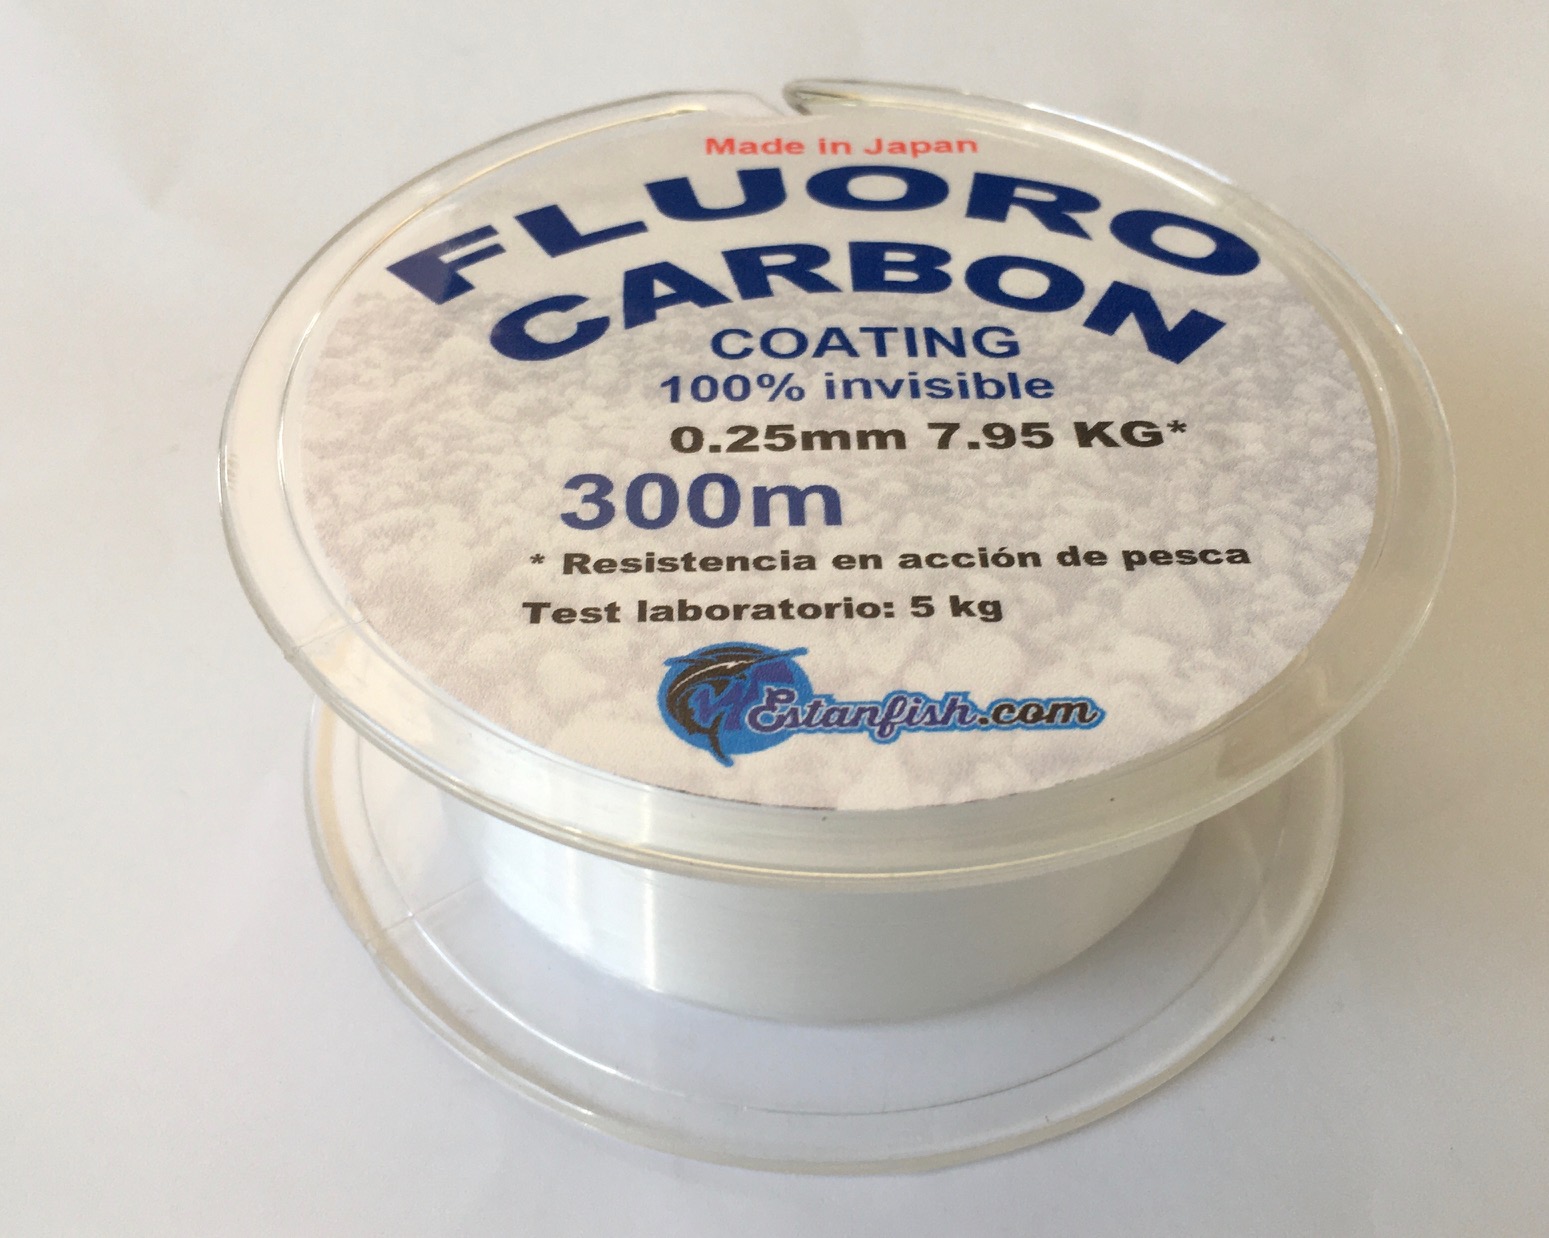 Made in Japan
FLUORO
CARBON
COATING
100% invisible
0.25mm 7.95 KG*
300m
* Resistencia en acción de pesca
Test laboratorio: 5 kg
Estanfish.com